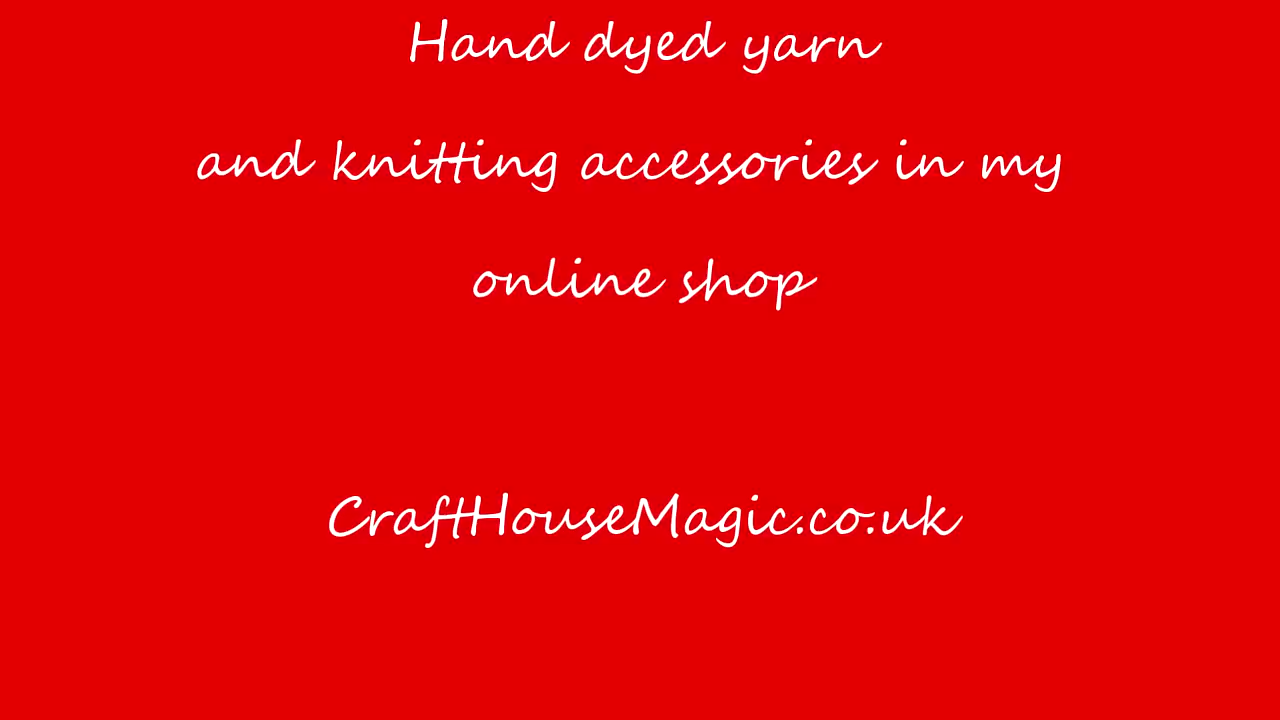 Hand dyed yarn
and knitting accessories in my
online shop
CraftHouseMagic.co.uk